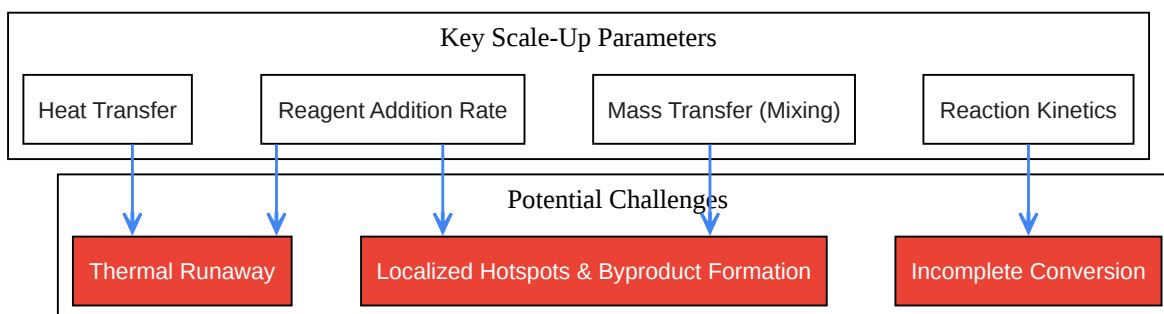 Key Scale-Up Parameters
Heat Transfer
Reagent Addition Rate
Mass Transfer (Mixing)
Reaction Kinetics
Potential Challenges
Thermal Runaway
Localized Hotspots & Byproduct Formation
Incomplete Conversion